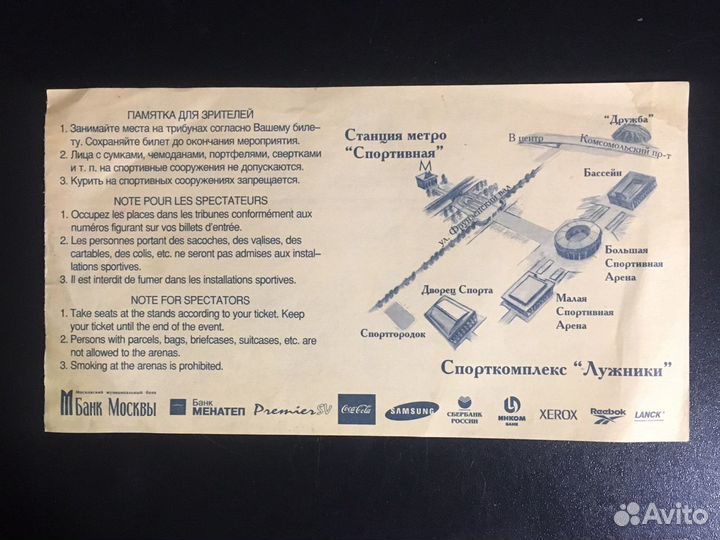 ПАМЯТКА ДЛЯ ЗРИТЕЛЕЙ
1. Занимайте места на трибунах согласно Вашему биле-
ту. Сохраняйте билет до окончания мероприятия.
2. Лица с сумками, чемоданами, портфелями, свертками
и т. п. на спортивные сооружения не допускаются.
3. Курить на спортивных сооружениях запрещается.
NOTE POUR LES SPECTATEURS
1. Occupez les places dans les tribunes conformément aux
numéros figurant sur vos billets d'entrée.
2. Les personnes portant des sacoches, des valises, des
cartables, des colis, etc. ne seront pas admises aux instal-
lations sportives.
3. Il est interdit de fumer dans les installations sportives.
NOTE FOR SPECTATORS
1. Take seats at the stands according to your ticket. Keep
your ticket until the end of the event.
2. Persons with parcels, bags, briefcases, suitcases, etc. are
not allowed to the arenas.
3. Smoking at the arenas is prohibited.
Станция метро
"Спортивная"
М
"Дружба"
В центр
Комсомольский пр-т
Бассейн
ул. Фрунзенский вал
Большая
Спортивная
Арена
Дворец Спорта
Малая
Спортивная
Арена
Спортгородок
Спорткомплекс "Лужники"
Московский муниципальный банк
Банк Москвы
Банк
МЕНАТЕП
Premier SV
Coca-Cola
SAMSUNG
СБЕРБАНК
РОССИИ
ИНКОМ
БАНК
XEROX
Reebok
LANCK
Avito